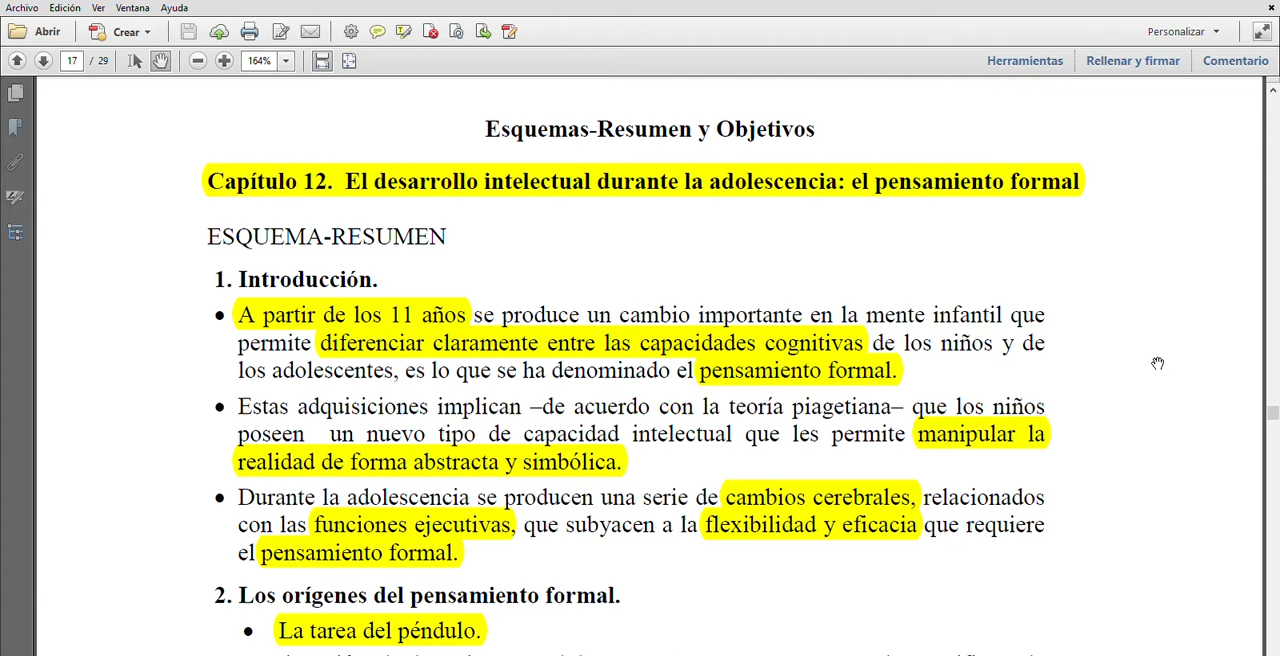 Archivo Edición Ver Ventana Ayuda
Abrir Crear 17 / 29 164% Personalizar
Herramientas Rellenar y firmar Comentario
Esquemas-Resumen y Objetivos
Capítulo 12. El desarrollo intelectual durante la adolescencia: el pensamiento formal
ESQUEMA-RESUMEN
1. Introducción.
• A partir de los 11 años se produce un cambio importante en la mente infantil que
permite diferenciar claramente entre las capacidades cognitivas de los niños y de
los adolescentes, es lo que se ha denominado el pensamiento formal.
• Estas adquisiciones implican –de acuerdo con la teoría piagetiana– que los niños
poseen un nuevo tipo de capacidad intelectual que les permite manipular la
realidad de forma abstracta y simbólica.
• Durante la adolescencia se producen una serie de cambios cerebrales, relacionados
con las funciones ejecutivas, que subyacen a la flexibilidad y eficacia que requiere
el pensamiento formal.
2. Los orígenes del pensamiento formal.
• La tarea del péndulo.